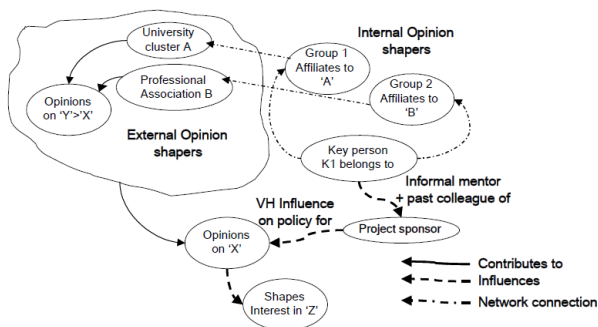 University
cluster A
Professional
Association B
Opinions
on ‘Y’>’X’
External Opinion
shapers
Internal Opinion
shapers
Group 1
Affiliates to
‘A’
Group 2
Affiliates to
‘B’
Key person
K1 belongs to
Informal mentor
+ past colleague of
VH Influence
on policy for
Project sponsor
Opinions
on ‘X’
Shapes
Interest in ‘Z’
Contributes to
Influences
Network connection